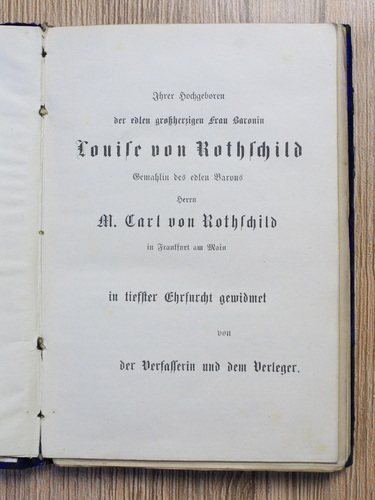 Ihrer Hochgeboren
der edlen großherzigen Frau Baronin
Louiſe von Rothſchild
Gemahlin des edlen Barons
Herrn
M. Carl von Rothſchild
in Frankfurt am Main
in tiefſter Ehrfurcht gewidmet
von
der Verfaſſerin und dem Verleger.